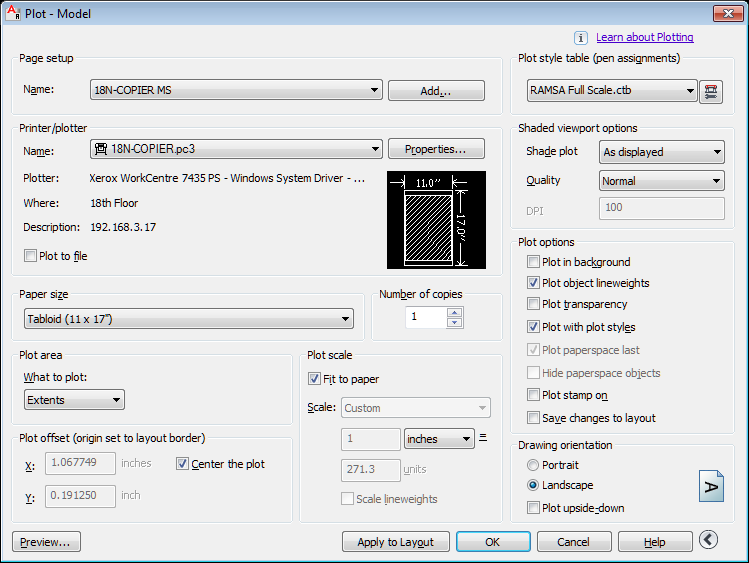 Plot - Model
Learn about Plotting
Page setup
Name:
18N-COPIER MS
Add...
Printer/plotter
Name:
18N-COPIER.pc3
Properties...
Plotter:
Xerox WorkCentre 7435 PS - Windows System Driver - ...
Where:
18th Floor
Description:
192.168.3.17
Plot to file
11.0''
17.0''
Paper size
Tabloid (11 x 17")
Number of copies
1
Plot area
What to plot:
Extents
Plot offset (origin set to layout border)
X:
1.067749
inches
Center the plot
Y:
0.191250
inch
Plot scale
Fit to paper
Scale:
Custom
1
inches
=
271.3
units
Scale lineweights
Plot style table (pen assignments)
RAMSA Full Scale.ctb
Shaded viewport options
Shade plot
As displayed
Quality
Normal
DPI
100
Plot options
Plot in background
Plot object lineweights
Plot transparency
Plot with plot styles
Plot paperspace last
Hide paperspace objects
Plot stamp on
Save changes to layout
Drawing orientation
Portrait
Landscape
Plot upside-down
A
Preview...
Apply to Layout
OK
Cancel
Help